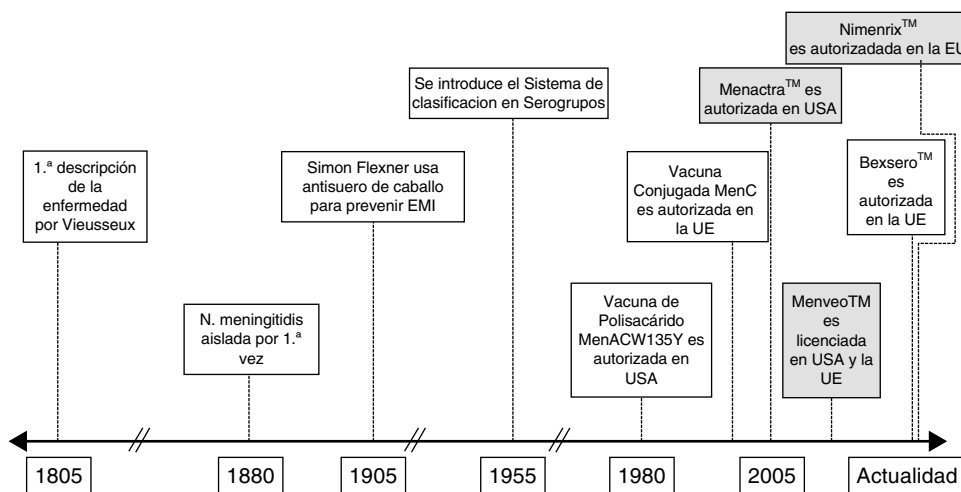 Nimenrix™
es autorizadada en la EU
Se introduce el Sistema de
clasificacion en Serogrupos
Menactra™ es
autorizada en USA
1.ª descripción
de la
enfermedad
por Vieusseux
Simon Flexner usa
antisuero de caballo
para prevenir EMI
Vacuna
Conjugada MenC
es autorizada en
la UE
Bexsero™
es
autorizada
en la UE
N. meningitidis
aislada por 1.ª
vez
Vacuna de
Polisacárido
MenACW135Y es
autorizada en
USA
MenveoTM
es
licenciada
en USA y la
UE
1805
1880
1905
1955
1980
2005
Actualidad